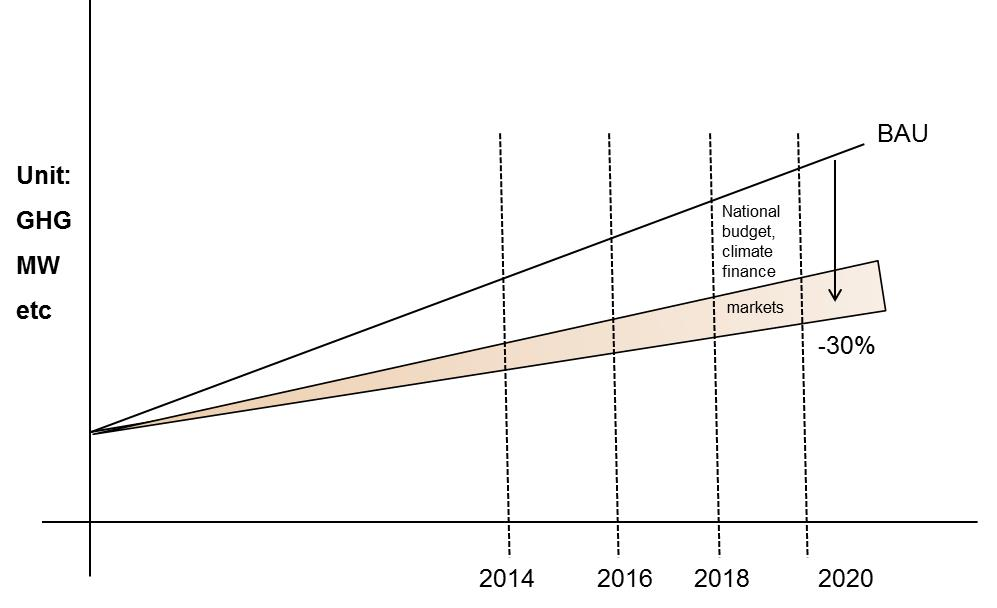 BAU
Unit:
GHG
MW
etc
National
budget,
climate
finance
markets
-30%
2014
2016
2018
2020